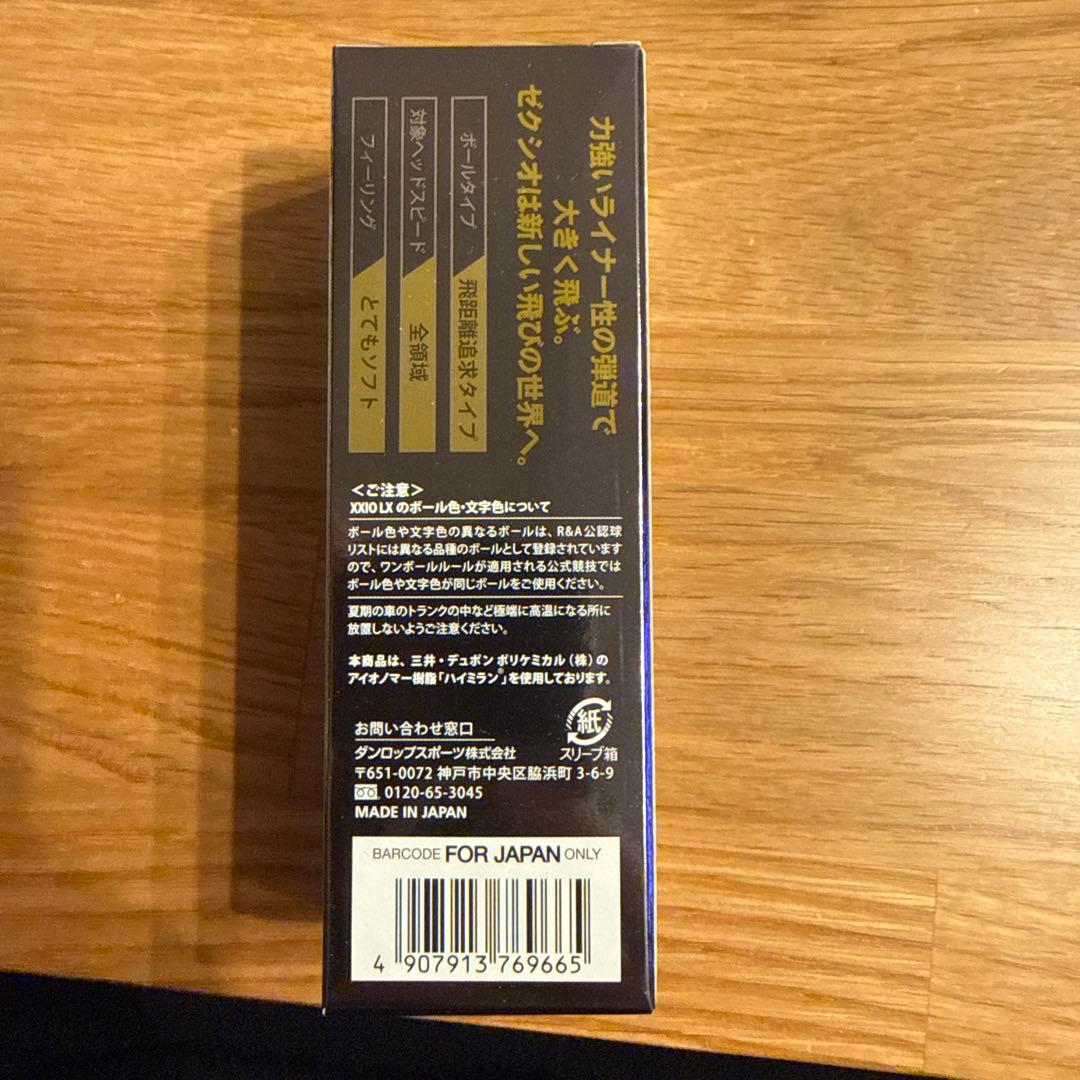 力強いライナー性の弾道で
大きく飛ぶ。
ゼクシオは新しい飛びの世界へ。
ボールタイプ 飛距離追求タイプ
対象ヘッドスピード 全領域
フィーリング とてもソフト
<ご注意>
XXIO LX のボール色・文字色について
ボール色や文字色の異なるボールは、R&A公認球
リストには異なる品種のボールとして登録されています
ので、ワンボールルールが適用される公式競技では
ボール色や文字色が同じボールをご使用ください。
夏期の車のトランクの中など極端に高温になる所に
放置しないようご注意ください。
本商品は、三井・デュポン ポリケミカル(株)の
アイオノマー樹脂「ハイミラン®」を使用しております。
紙
スリーブ箱
お問い合わせ窓口
ダンロップスポーツ株式会社
〒651-0072 神戸市中央区脇浜町 3-6-9
0120-65-3045
MADE IN JAPAN
BARCODE FOR JAPAN ONLY
4 907913 769665